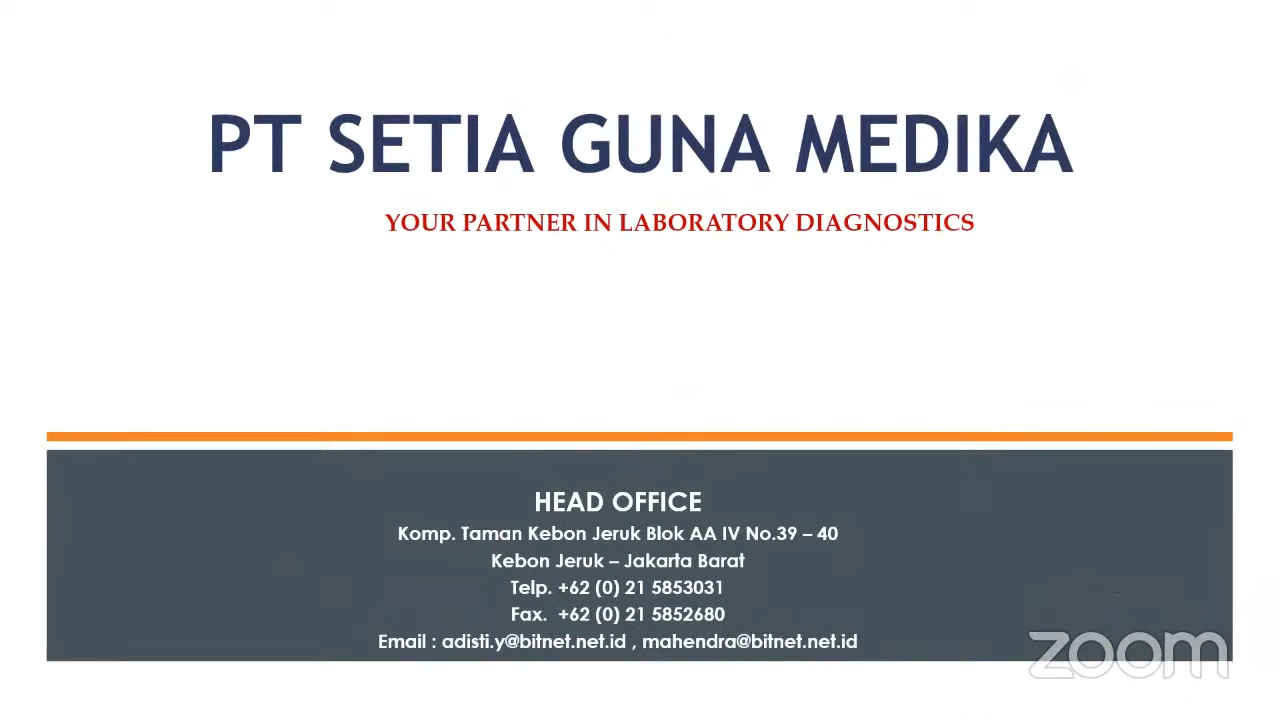 PT SETIA GUNA MEDIKA
YOUR PARTNER IN LABORATORY DIAGNOSTICS
HEAD OFFICE
Komp. Taman Kebon Jeruk Blok AA IV No.39 – 40
Kebon Jeruk – Jakarta Barat
Telp. +62 (0) 21 5853031
Fax.  +62 (0) 21 5852680
Email : adisti.y@bitnet.net.id , mahendra@bitnet.net.id
zoom